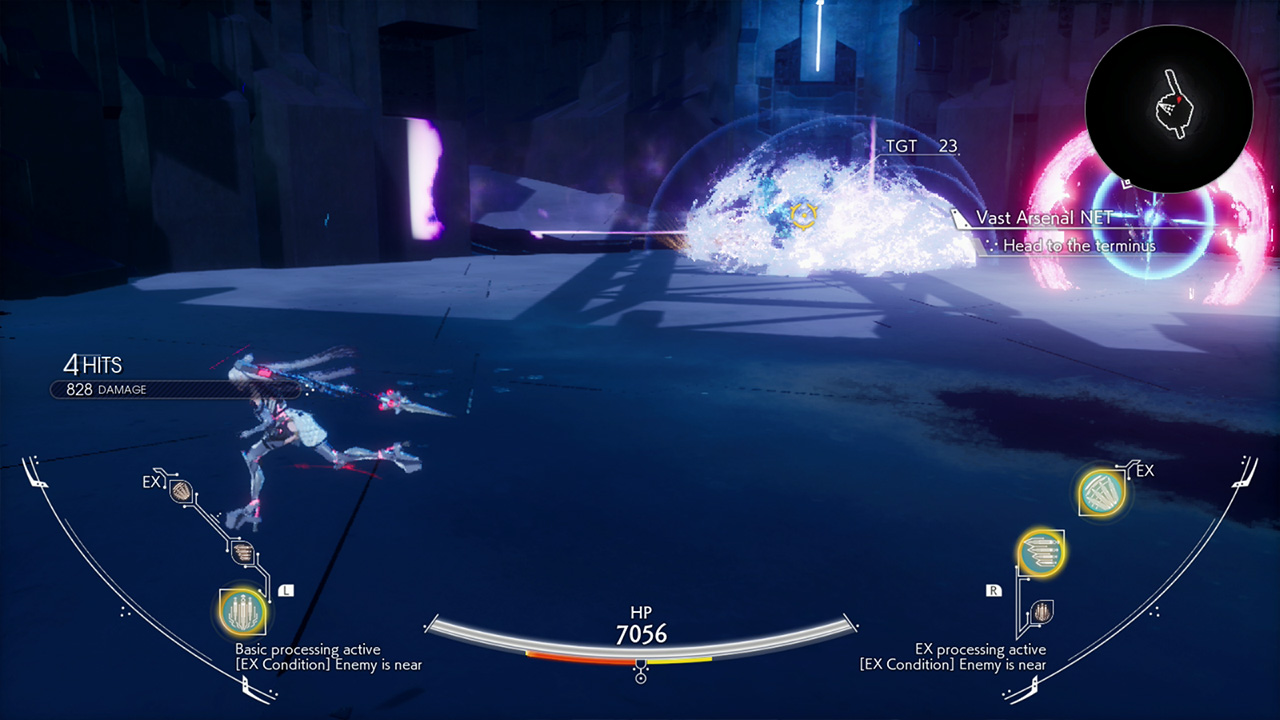 TGT 23
Vast Arsenal NET
Head to the terminus
4 HITS
828 DAMAGE
EX
L
Basic processing active
[EX Condition] Enemy is near
HP
7056
EX
R
EX processing active
[EX Condition] Enemy is near